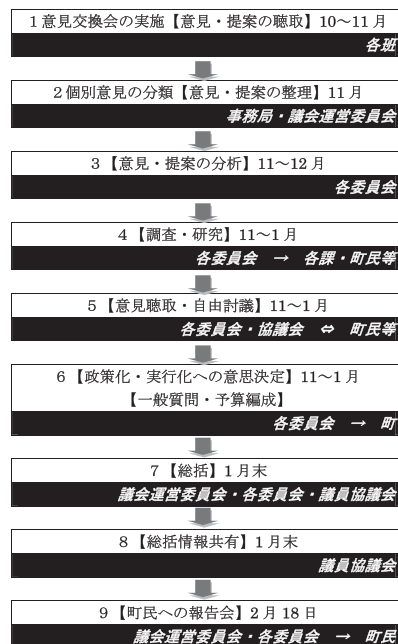 1意見交換会の実施【意見・提案の聴取】10～11月
各班
2個別意見の分類【意見・提案の整理】11月
事務局・議会運営委員会
3【意見・提案の分析】11～12月
各委員会
4【調査・研究】11～1月
各委員会　→　各課・町民等
5【意見聴取・自由討議】11～1月
各委員会・協議会　⇔　町民等
6【政策化・実行化への意思決定】11～1月
【一般質問・予算編成】
各委員会　→　町
7【総括】1月末
議会運営委員会・各委員会・議員協議会
8【総括情報共有】1月末
議員協議会
9【町民への報告会】2月18日
議会運営委員会・各委員会　→　町民